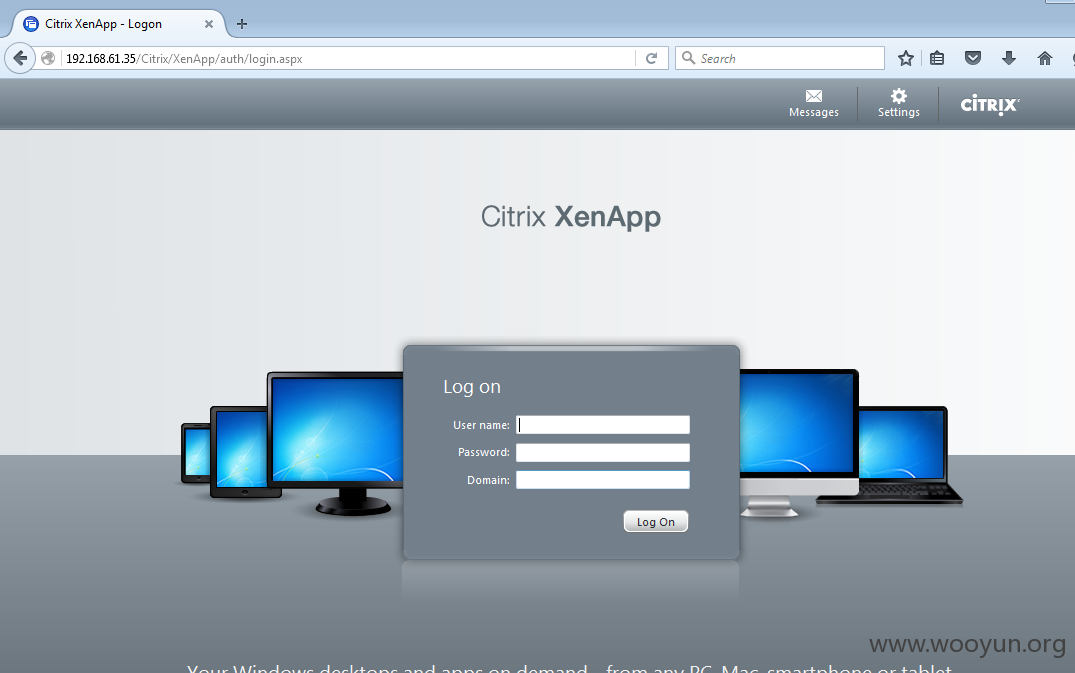 Citrix XenApp - Logon
192.168.61.35/Citrix/XenApp/auth/login.aspx
Search
Messages
Settings
CITRIX
Citrix XenApp
Log on
User name:
Password:
Domain:
Log On
www.wooyun.org
Your Windows desktops and apps on demand - from any PC, Mac, smartphone or tablet.